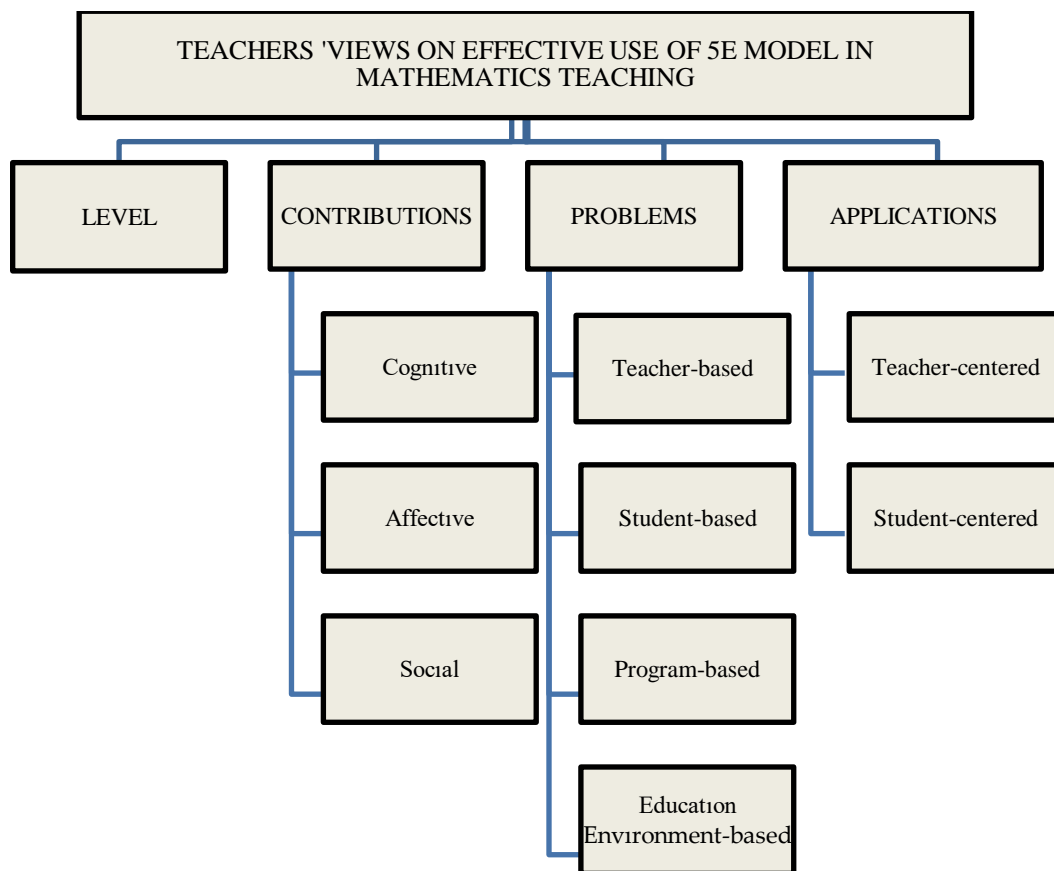 TEACHERS 'VIEWS ON EFFECTIVE USE OF 5E MODEL IN
MATHEMATICS TEACHING
LEVEL
CONTRIBUTIONS
PROBLEMS
APPLICATIONS
Cognıtıve
Teacher-based
Teacher-centered
Affectıve
Student-based
Student-centered
Socıal
Program-based
Educatıon
Envıronment-based